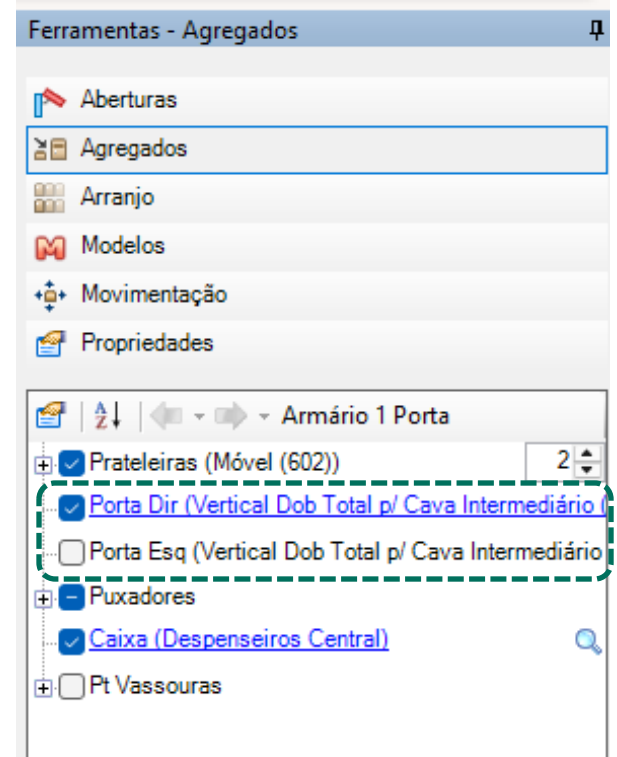 Ferramentas - Agregados
Aberturas
Agregados
Arranjo
Modelos
Movimentação
Propriedades
Armário 1 Porta
Prateleiras (Móvel (602)) 2
Porta Dir (Vertical Dob Total p/ Cava Intermediário (
Porta Esq (Vertical Dob Total p/ Cava Intermediário
Puxadores
Caixa (Despenseiros Central)
Pt Vassouras